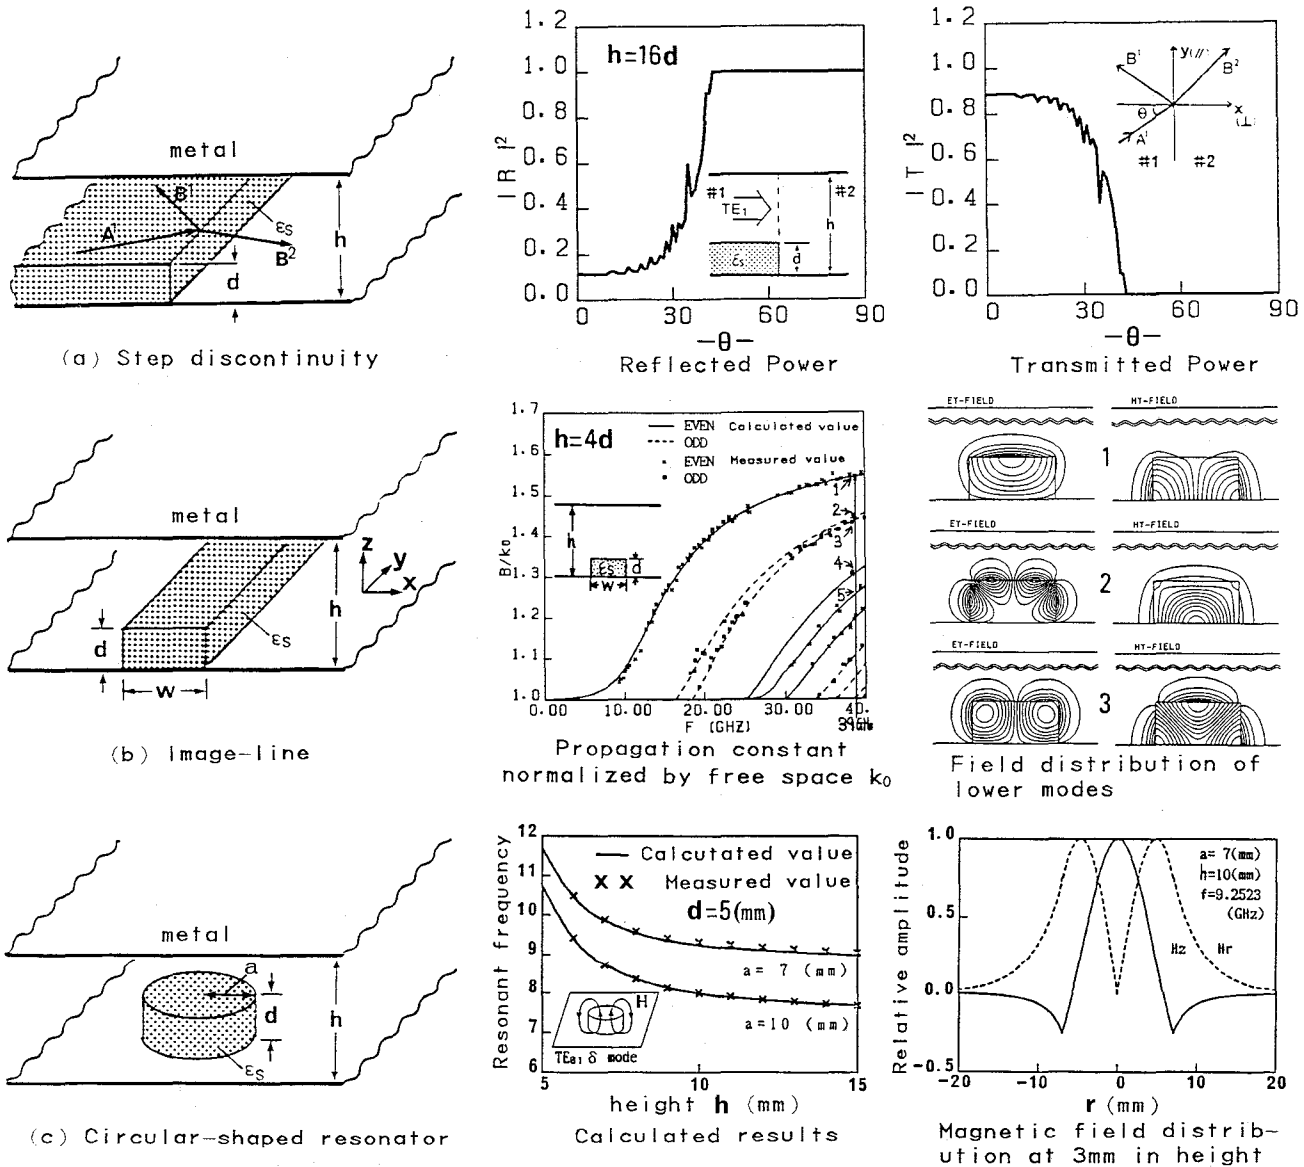 metal
B¹
A¹
εs
B²
h
d
(a) Step discontinuity
1.2
1.0
0.8
0.6
0.4
0.2
0.0
|R|²
h=16d
#1
#2
TE₁
h
εs
d
0 30 60 90
-θ-
Reflected Power
1.2
1.0
0.8
0.6
0.4
0.2
0.0
|T|²
B¹
y(//)
B²
θ
x
(⊥)
A¹
#1 #2
0 30 60 90
-θ-
Transmitted Power
metal
z
y
x
h
d
εs
w
(b) Image-line
1.7
1.6
1.5
1.4
1.3
1.2
1.1
1.0
B/k₀
h=4d
EVEN Calculated value
ODD
EVEN Measured value
ODD
h
εs
d
w
1
2
3
4
5
0.00 10.00 20.00 30.00 40.
F (GHZ)
Propagation constant
normalized by free space k₀
EY-FIELD
HY-FIELD
1
EY-FIELD
HY-FIELD
2
EY-FIELD
HY-FIELD
3
Field distribution of
lower modes
metal
a
d
h
εs
(c) Circular-shaped resonator
Resonant frequency
12
11
10
9
8
7
6
Calcutated value
X X Measured value
d=5(mm)
a= 7 (mm)
a=10 (mm)
H
TE₀₁ δ mode
5 10 15
height h (mm)
Calculated results
Relative amplitude
1.0
0.5
0.0
-0.5
a= 7(mm)
h=10(mm)
f=9.2523
(GHz)
Hz
Hr
-20 -10 0 10 20
r (mm)
Magnetic field distrib-
ution at 3mm in height